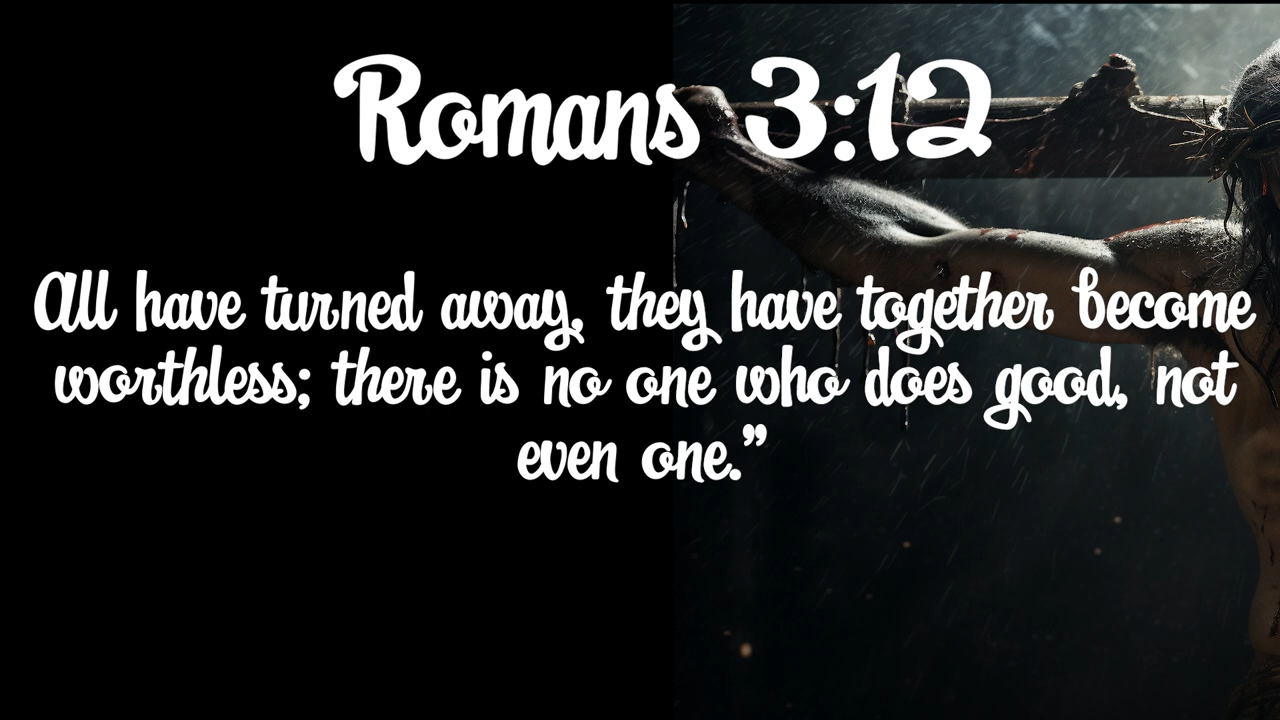 Romans 3:12
All have turned away, they have together become
worthless; there is no one who does good, not
even one.”